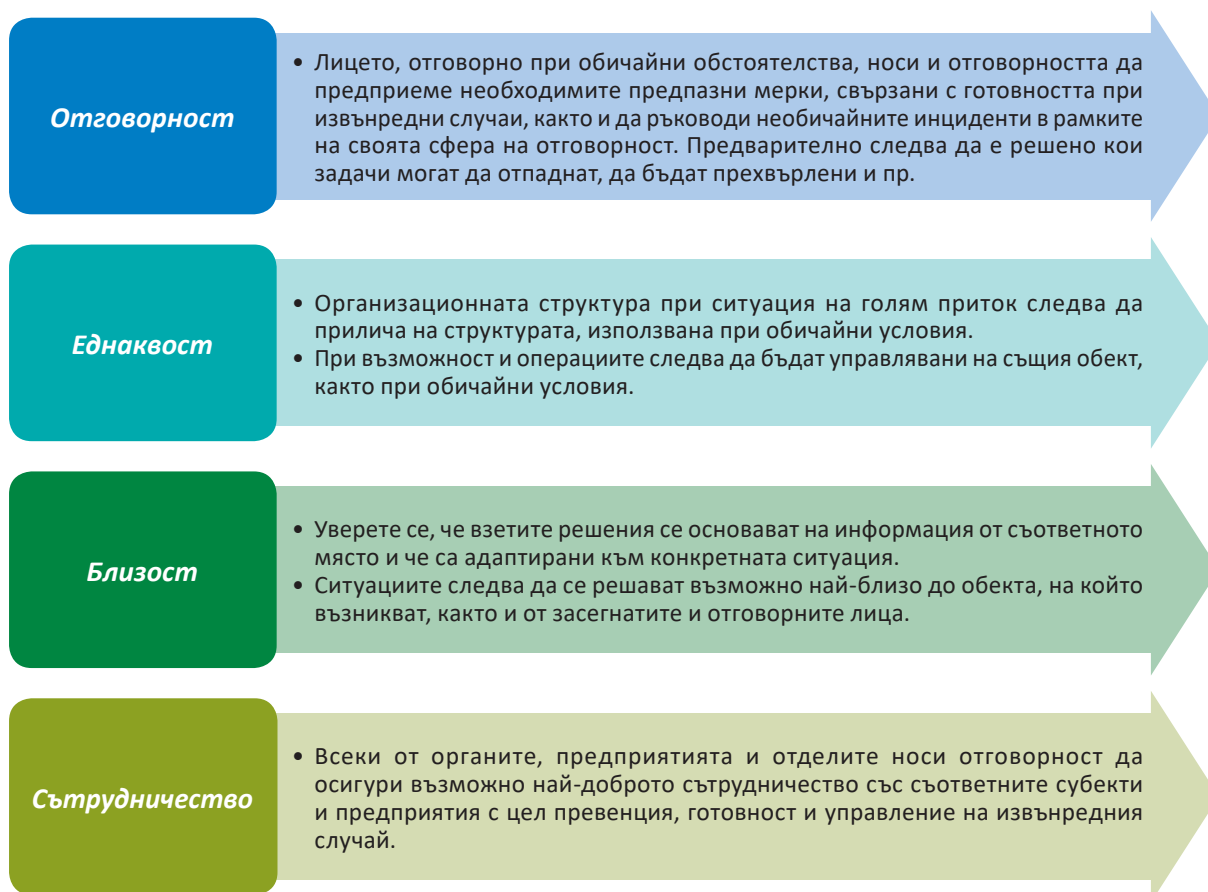 Отговорност
• Лицето, отговорно при обичайни обстоятелства, носи и отговорността да
предприеме необходимите предпазни мерки, свързани с готовността при
извънредни случаи, както и да ръководи необичайните инциденти в рамките
на своята сфера на отговорност. Предварително следва да е решено кои
задачи могат да отпаднат, да бъдат прехвърлени и пр.
Еднаквост
• Организационната структура при ситуация на голям приток следва да
прилича на структурата, използвана при обичайни условия.
• При възможност и операциите следва да бъдат управлявани на същия обект,
както при обичайни условия.
Близост
• Уверете се, че взетите решения се основават на информация от съответното
място и че са адаптирани към конкретната ситуация.
• Ситуациите следва да се решават възможно най-близо до обекта, на който
възникват, както и от засегнатите и отговорните лица.
Сътрудничество
• Всеки от органите, предприятията и отделите носи отговорност да
осигури възможно най-доброто сътрудничество със съответните субекти
и предприятия с цел превенция, готовност и управление на извънредния
случай.